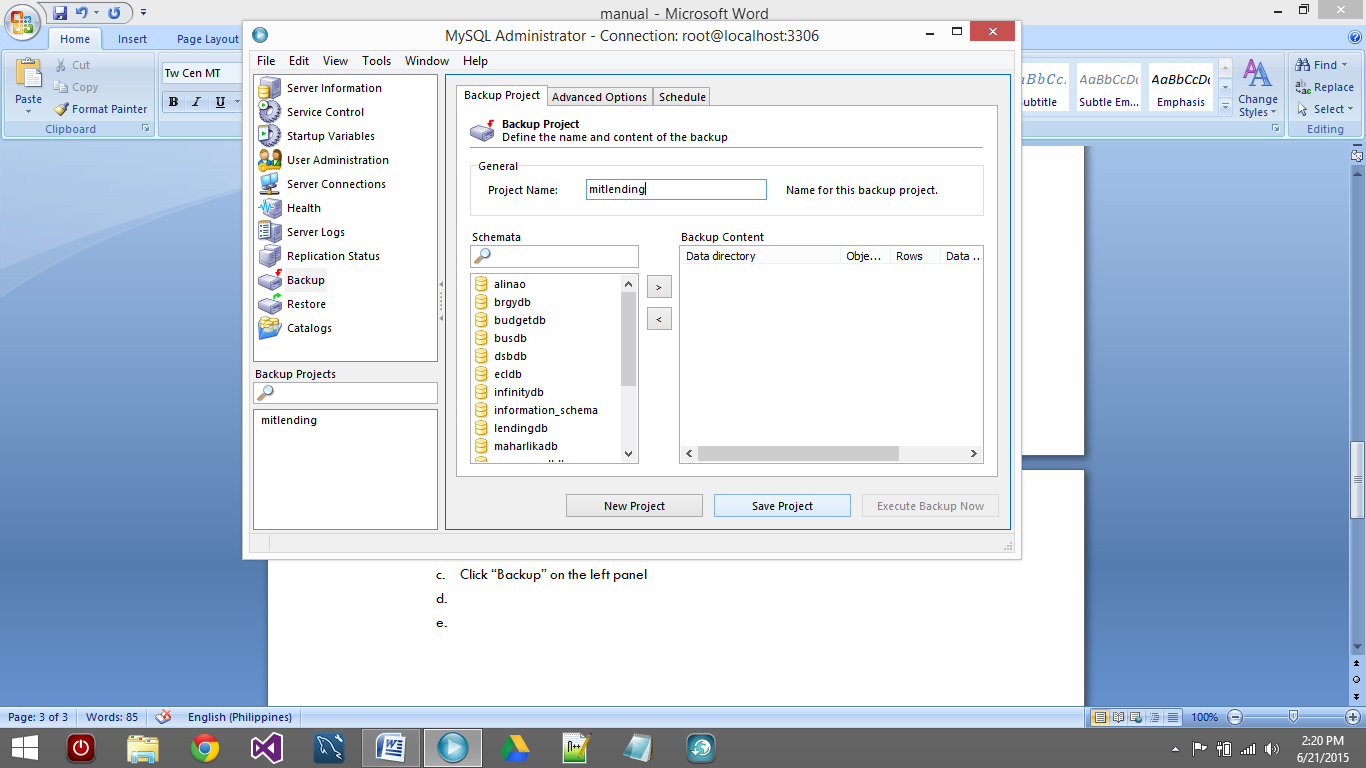 manual - Microsoft Word
Home Insert Page Layout
Paste
Cut
Copy
Format Painter
Clipboard
Tw Cen MT
B I U
AaBbCcDc AaBbCcDc
Subtle Em... Emphasis
Change Styles
Find
Replace
Select
Editing
MySQL Administrator - Connection: root@localhost:3306
File Edit View Tools Window Help
Server Information
Service Control
Startup Variables
User Administration
Server Connections
Health
Server Logs
Replication Status
Backup
Restore
Catalogs
Backup Projects
mitlending
Backup Project Advanced Options Schedule
Backup Project
Define the name and content of the backup
General
Project Name: mitlending Name for this backup project.
Schemata
alinao
brgydb
budgetdb
busdb
dsbdb
ecldb
infinitydb
information_schema
lendingdb
maharlikadb
>
<
Backup Content
Data directory Obje... Rows Data ...
New Project Save Project Execute Backup Now
c. Click “Backup” on the left panel
d.
e.
Page: 3 of 3 Words: 85 English (Philippines) 100%
2:20 PM
6/21/2015